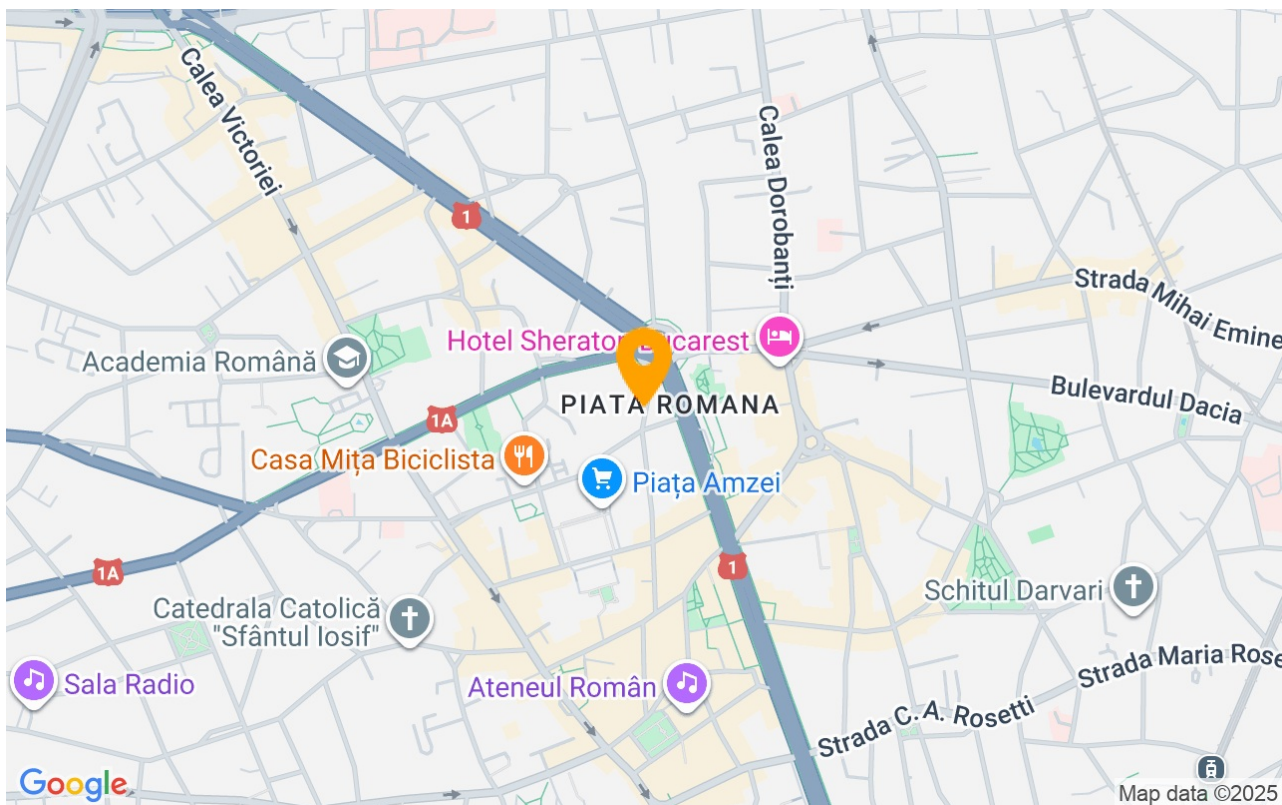 Calea Victoriei
Calea Dorobanți
1
Strada Mihai Emine
Hotel Sheraton Bucarest
Academia Română
PIATA ROMANA
Bulevardul Dacia
1A
Casa Mița Biciclista
Piața Amzei
1
1A
Schitul Darvari
Catedrala Catolică
"Sfântul Iosif"
Strada Maria Rose
Sala Radio
Ateneul Român
Strada C. A. Rosetti
Google
Map data ©2025